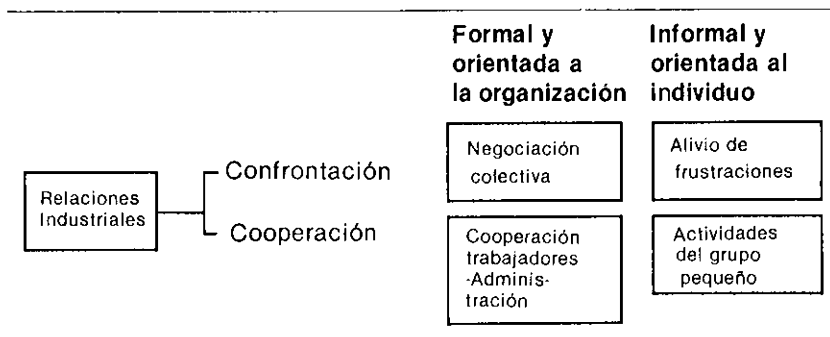 Formal y
orientada a
la organización
Informal y
orientada al
individuo
Relaciones
Industriales
Confrontación
Cooperación
Negociación
colectiva
Alivio de
frustraciones
Cooperación
trabajadores
-Adminis-
tración
Actividades
del grupo
pequeño